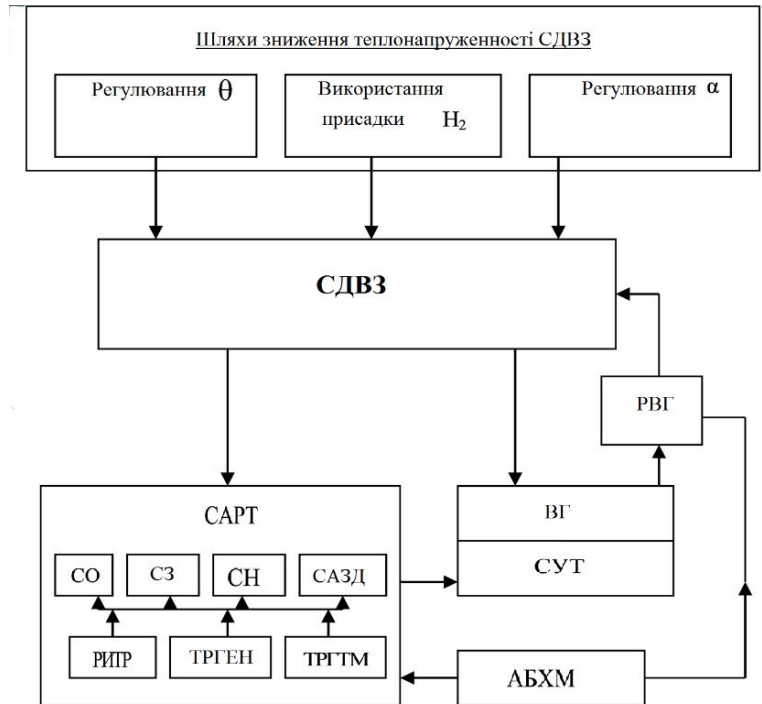 Шляхи зниження теплонапруженності СДВЗ
Регулювання θ
Використання
присадки H₂
Регулювання α
СДВЗ
РВГ
САРТ
ВГ
СО
СЗ
СН
САЗД
СУТ
РИТР
ТРГЕН
ТРГТМ
АБХМ